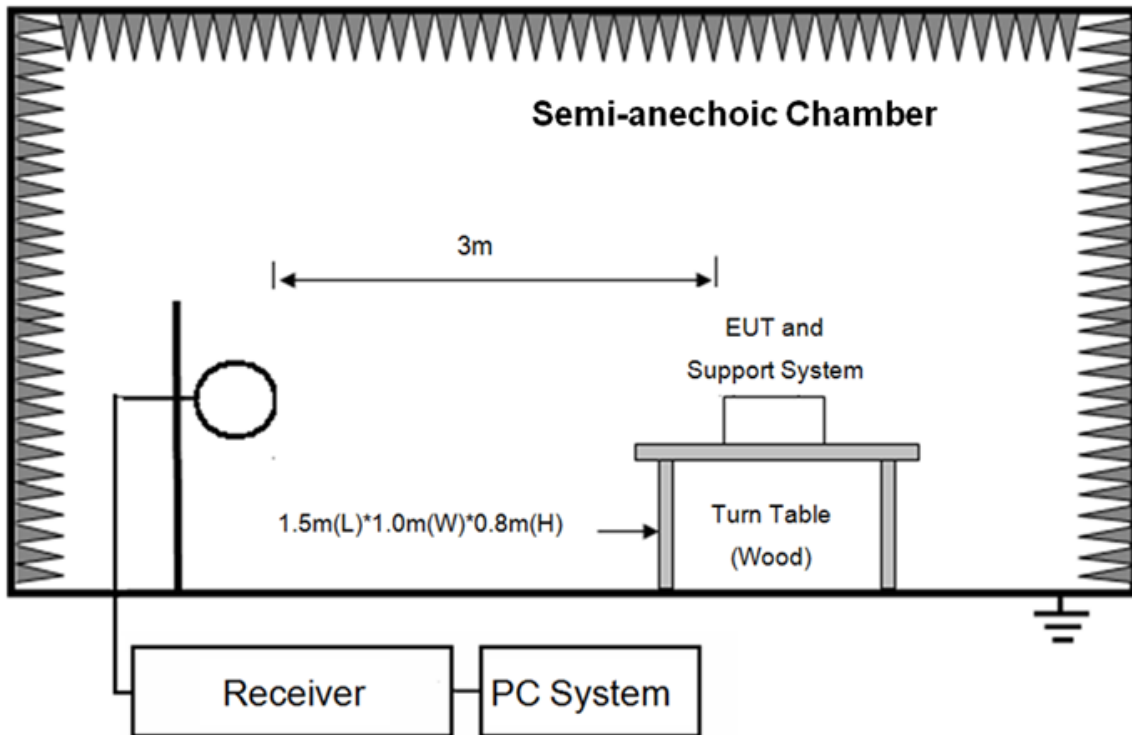 Semi-anechoic Chamber
3m
EUT and
Support System
1.5m(L)*1.0m(W)*0.8m(H)
Turn Table
(Wood)
Receiver
PC System